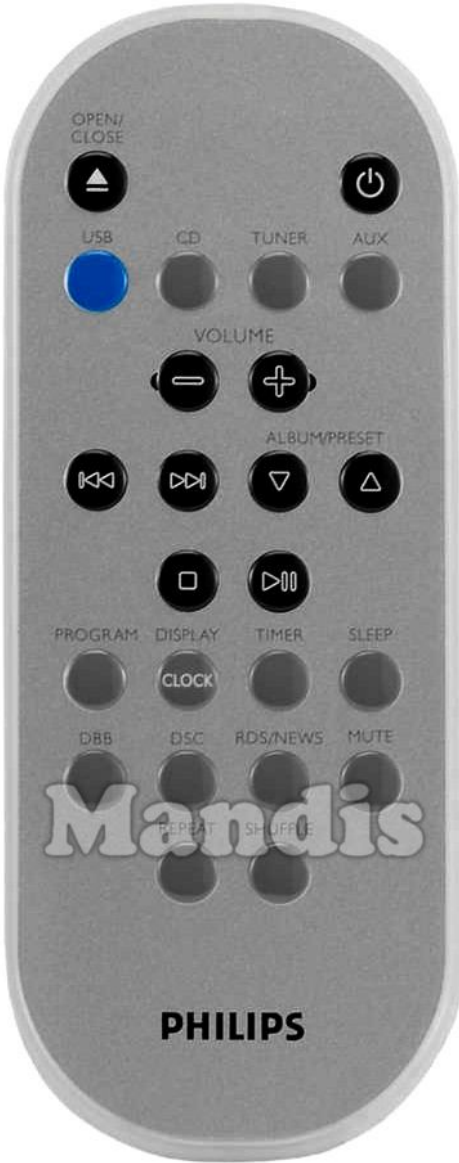 OPEN/
CLOSE
USB CD TUNER AUX
VOLUME
ALBUM/PRESET
PROGRAM DISPLAY TIMER SLEEP
CLOCK
DBB DSC RDS/NEWS MUTE
Mandis
REPEAT SHUFFLE
PHILIPS